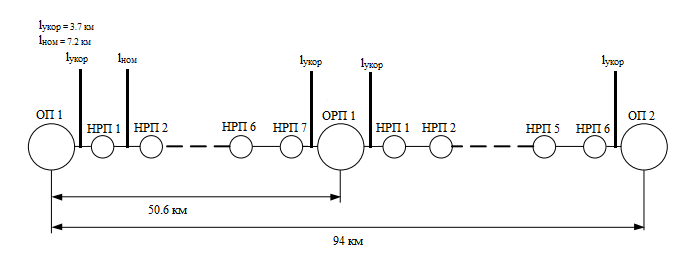 lукор = 3.7 км
lном = 7.2 км
lукор
lном
lукор
lукор
lукор
ОП 1
НРП 1
НРП 2
НРП 6
НРП 7
ОРП 1
НРП 1
НРП 2
НРП 5
НРП 6
ОП 2
50.6 км
94 км